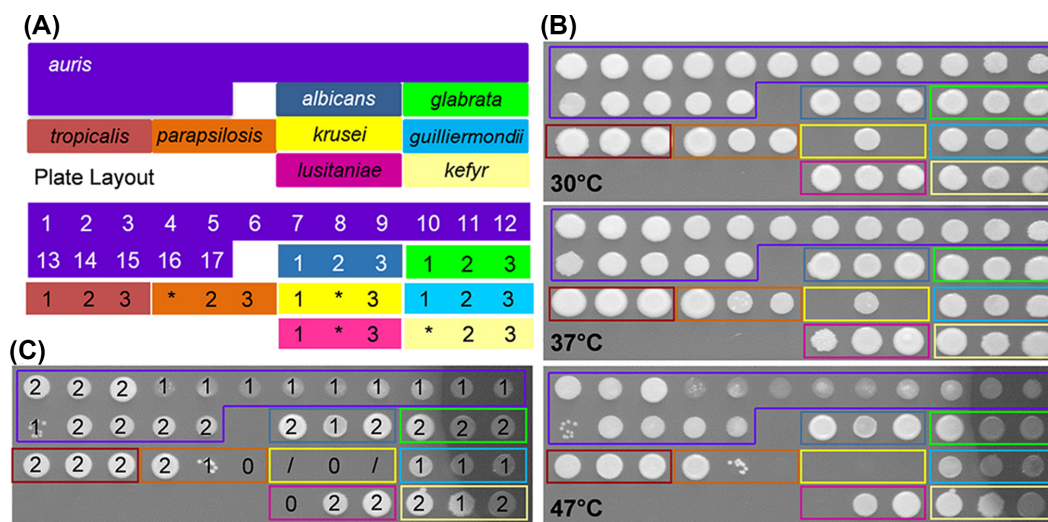 (A)
auris
albicans glabrata
tropicalis parapsilosis krusei guilliermondii
Plate Layout lusitaniae kefyr
1 2 3 4 5 6 7 8 9 10 11 12
13 14 15 16 17 1 2 3 1 2 3
1 2 3 * 2 3 1 * 3 1 2 3
1 * 3 * 2 3
(B)
30°C
37°C
47°C
(C)
2 2 2 1 1 1 1 1 1 1 1 1
1 2 2 2 2 2 1 2 2 2 2
2 2 2 2 1 0 / 0 / 1 1 1
0 2 2 2 1 2